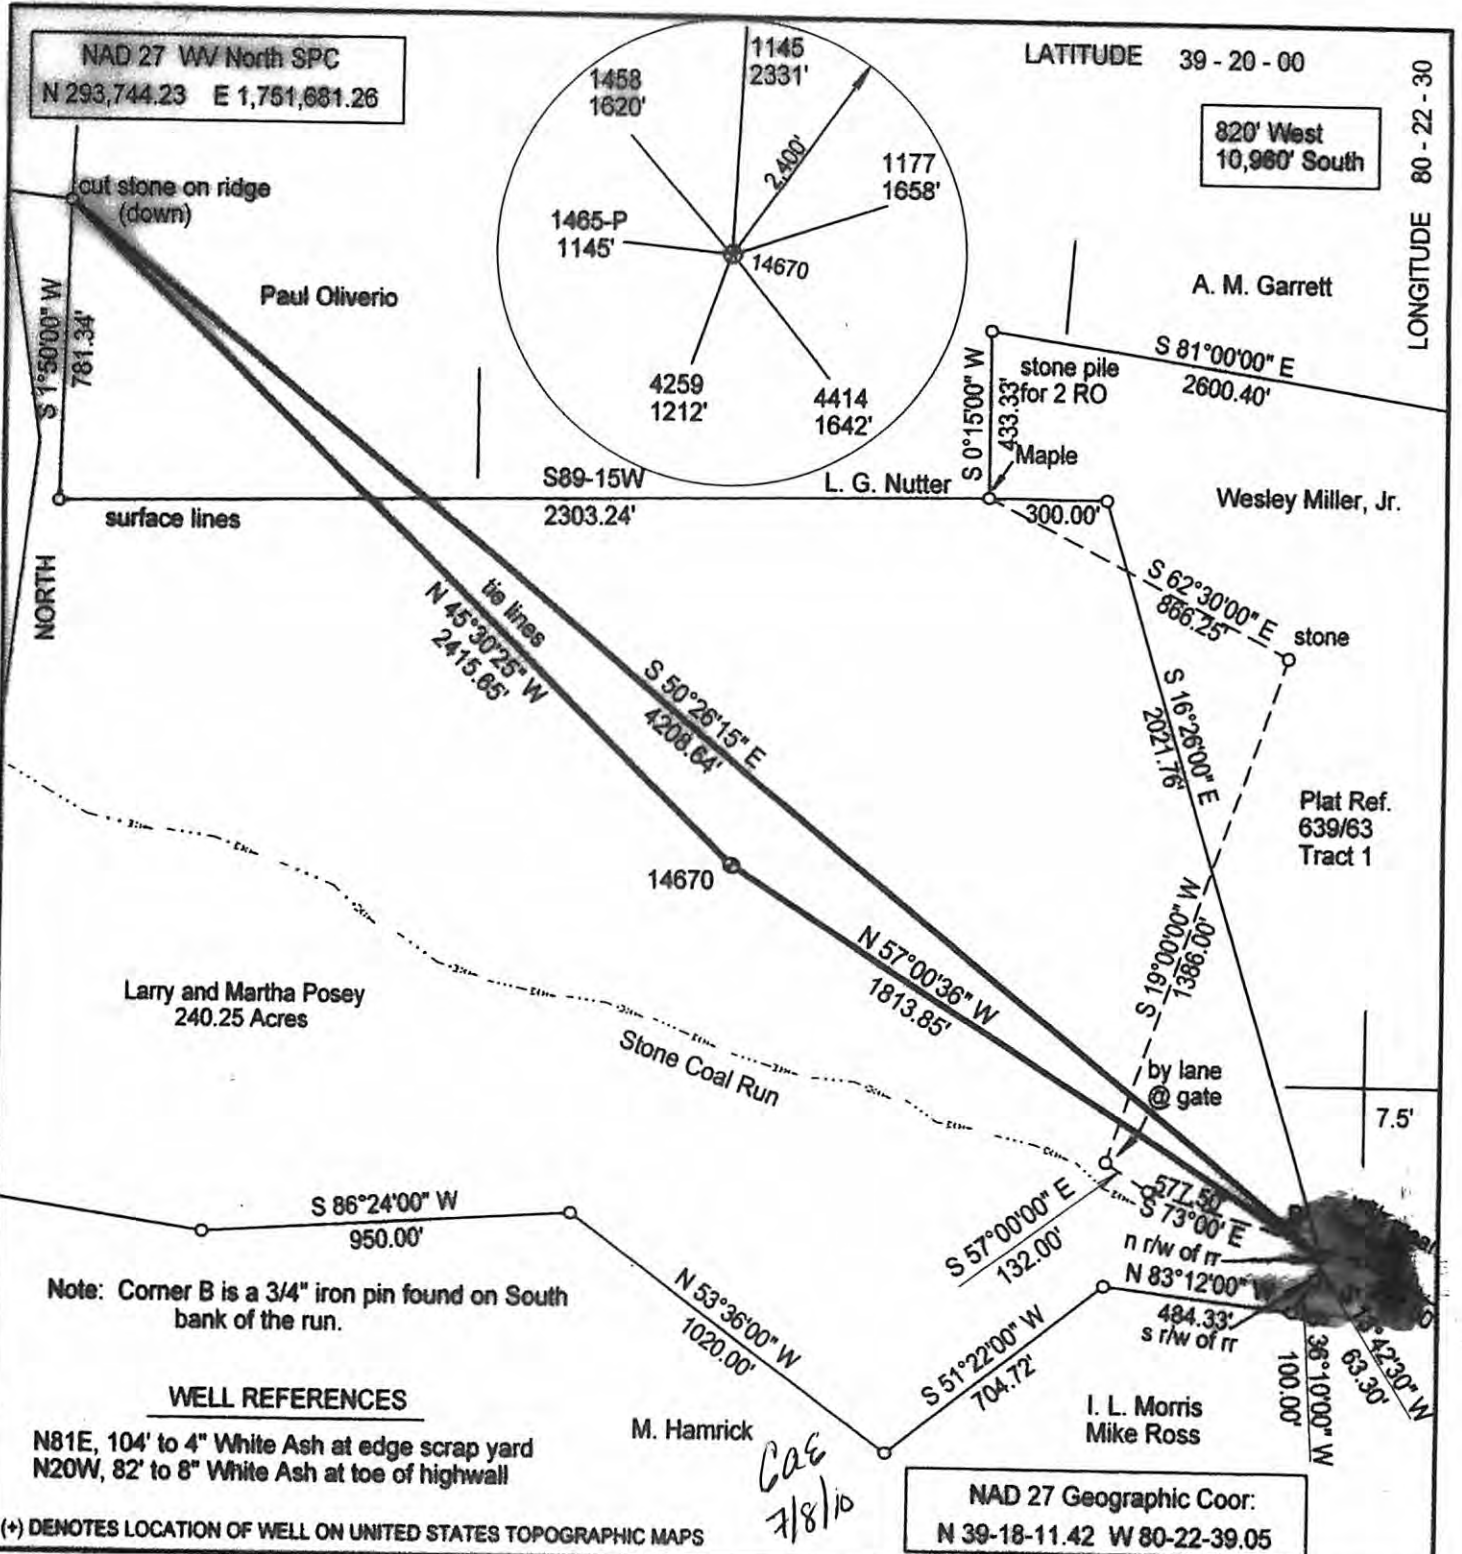 NAD 27 WV North SPC
N 293,744.23 E 1,751,681.26
1145
2331'
1458
1620'
2,400'
1177
1658'
1465-P
1145'
14670
4259
1212'
4414
1642'
LATITUDE 39 - 20 - 00
820' West
10,960' South
LONGITUDE 80 - 22 - 30
cut stone on ridge
(down)
Paul Oliverio
A. M. Garrett
S 1°50'00" W
781.34'
S 81°00'00" E
2600.40'
stone pile
for 2 RO
S 0°15'00" W
433.33'
Maple
S89-15W
2303.24'
L. G. Nutter
300.00'
Wesley Miller, Jr.
surface lines
NORTH
S 62°30'00" E
866.25'
stone
tie lines
N 45°30'25" W
2415.65'
S 50°26'15" E
4208.64'
S 16°26'00" E
2021.76'
Plat Ref.
639/63
Tract 1
14670
S 19°00'00" W
1386.00'
N 57°00'36" W
1813.85'
Larry and Martha Posey
240.25 Acres
Stone Coal Run
by lane
@ gate
7.5'
S 86°24'00" W
950.00'
S 57°00'00" E
132.00'
577.50'
S 73°00' E
n r/w of rr
N 83°12'00" W
484.33'
s r/w of rr
Note: Corner B is a 3/4" iron pin found on South
bank of the run.
N 53°36'00" W
1020.00'
S 51°22'00" W
704.72'
36°10'00" W
100.00'
42'30" W
63.30'
WELL REFERENCES
N81E, 104' to 4" White Ash at edge scrap yard
N20W, 82' to 8" White Ash at toe of highwall
M. Hamrick
I. L. Morris
Mike Ross
7/8/10
NAD 27 Geographic Coor:
N 39-18-11.42 W 80-22-39.05
(+) DENOTES LOCATION OF WELL ON UNITED STATES TOPOGRAPHIC MAPS